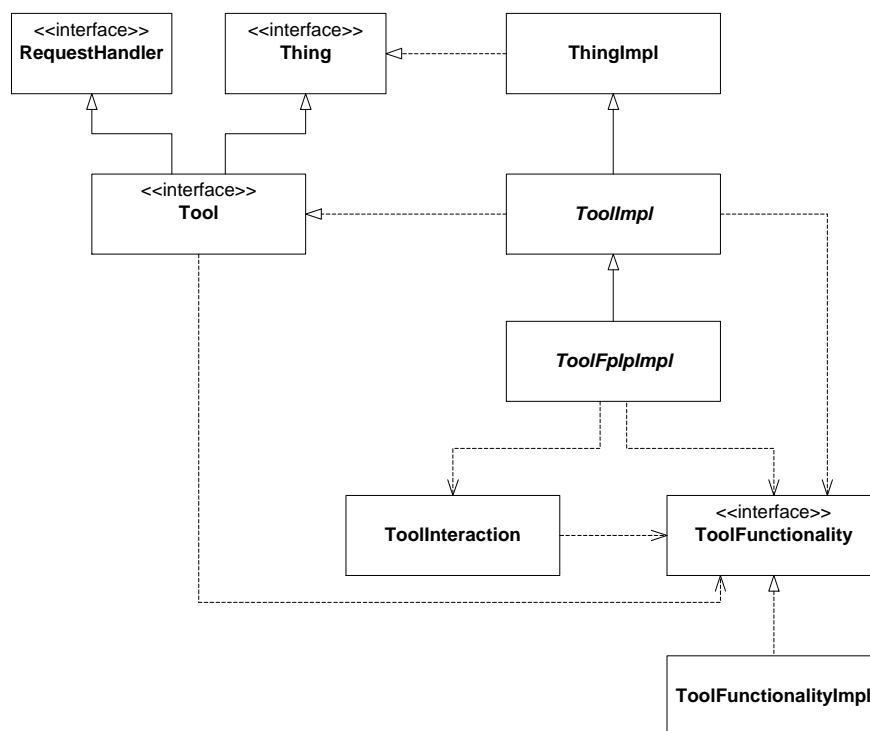 <<interface>>
RequestHandler
<<interface>>
Thing
ThingImpl
<<interface>>
Tool
ToolImpl
ToolFpIpImpl
ToolInteraction
<<interface>>
ToolFunctionality
ToolFunctionalityImpl